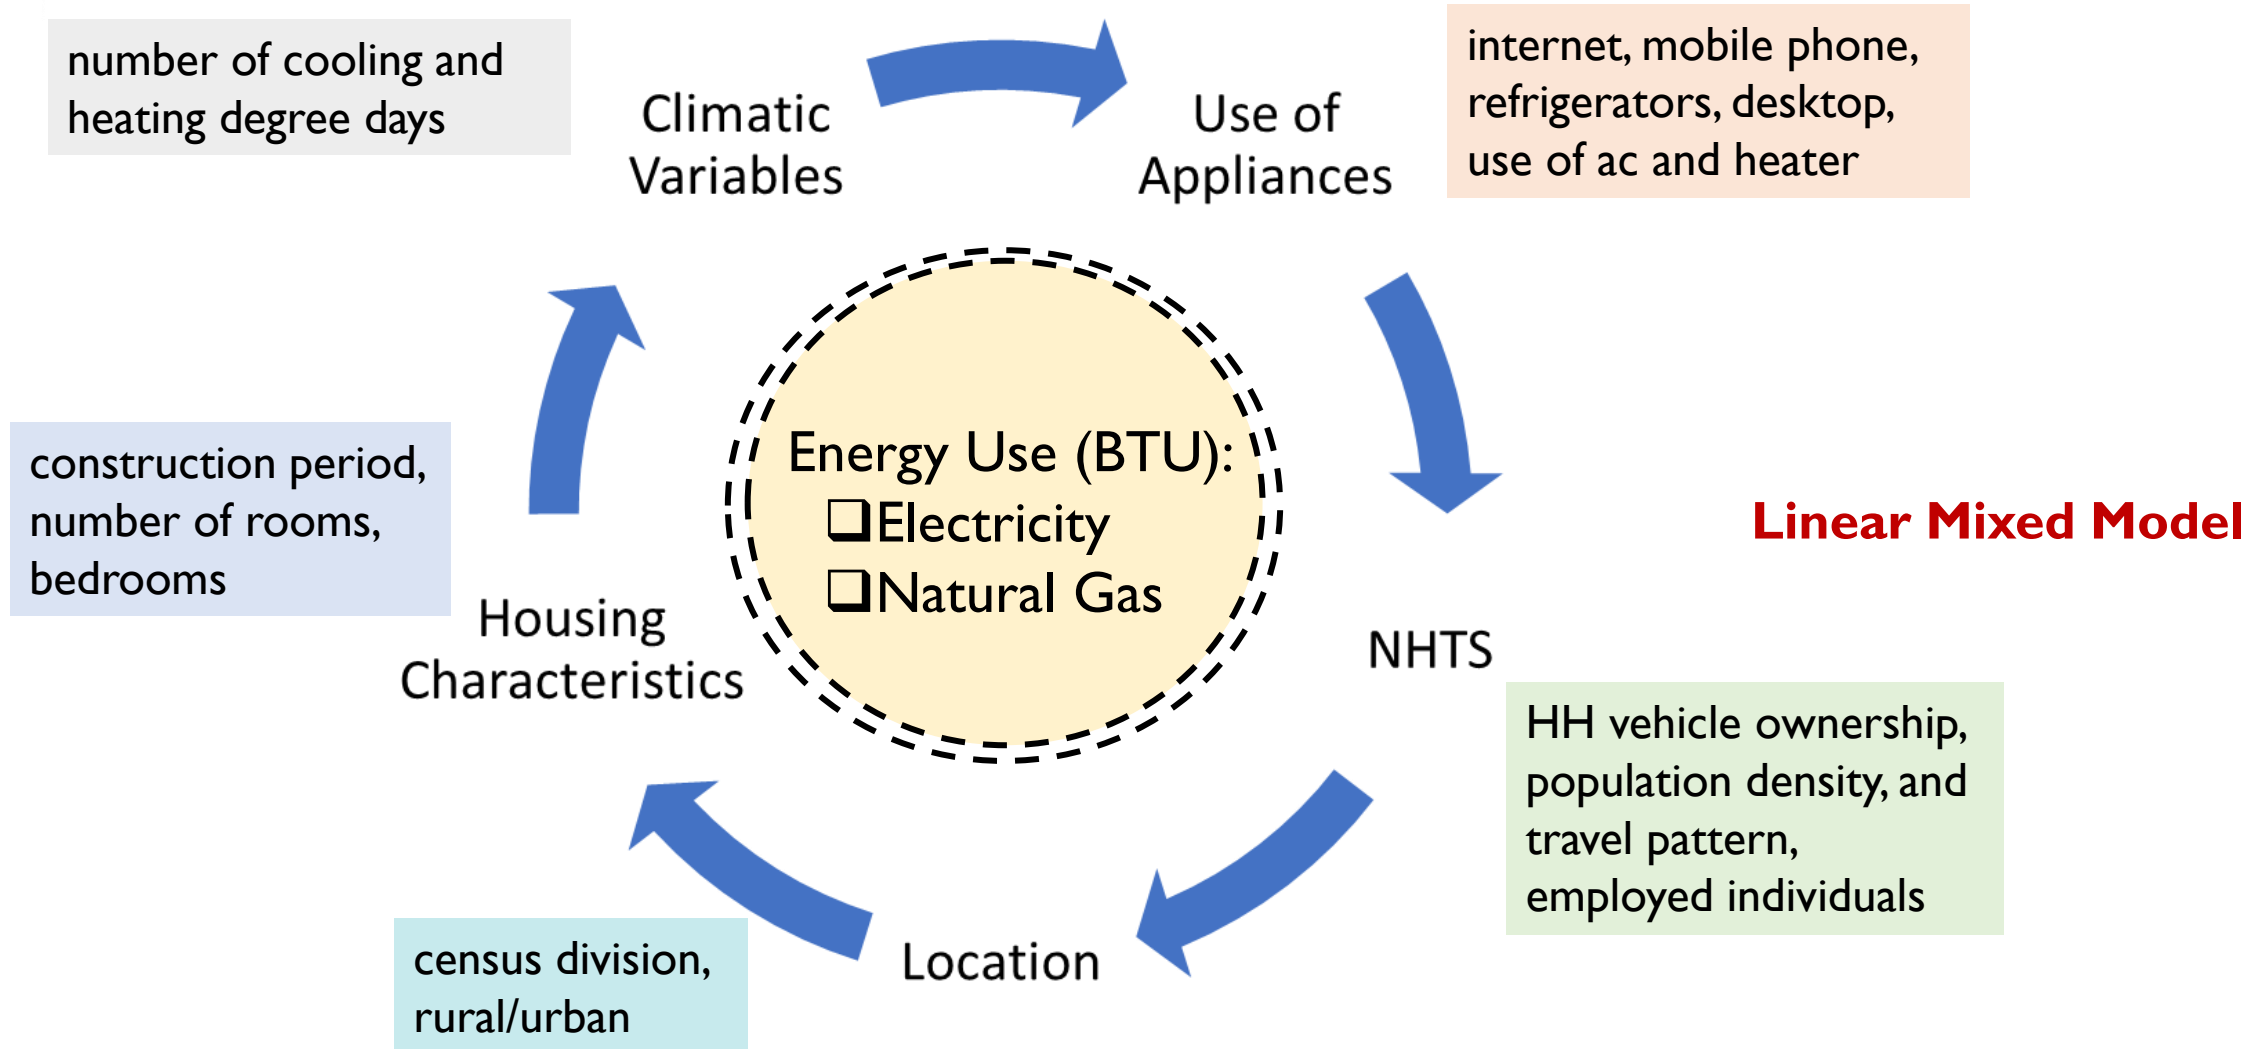 number of cooling and
heating degree days
Climatic
Variables
Use of
Appliances
internet, mobile phone,
refrigerators, desktop,
use of ac and heater
construction period,
number of rooms,
bedrooms
Housing
Characteristics
Energy Use (BTU):
❑Electricity
❑Natural Gas
Linear Mixed Model
NHTS
HH vehicle ownership,
population density, and
travel pattern,
employed individuals
census division,
rural/urban
Location